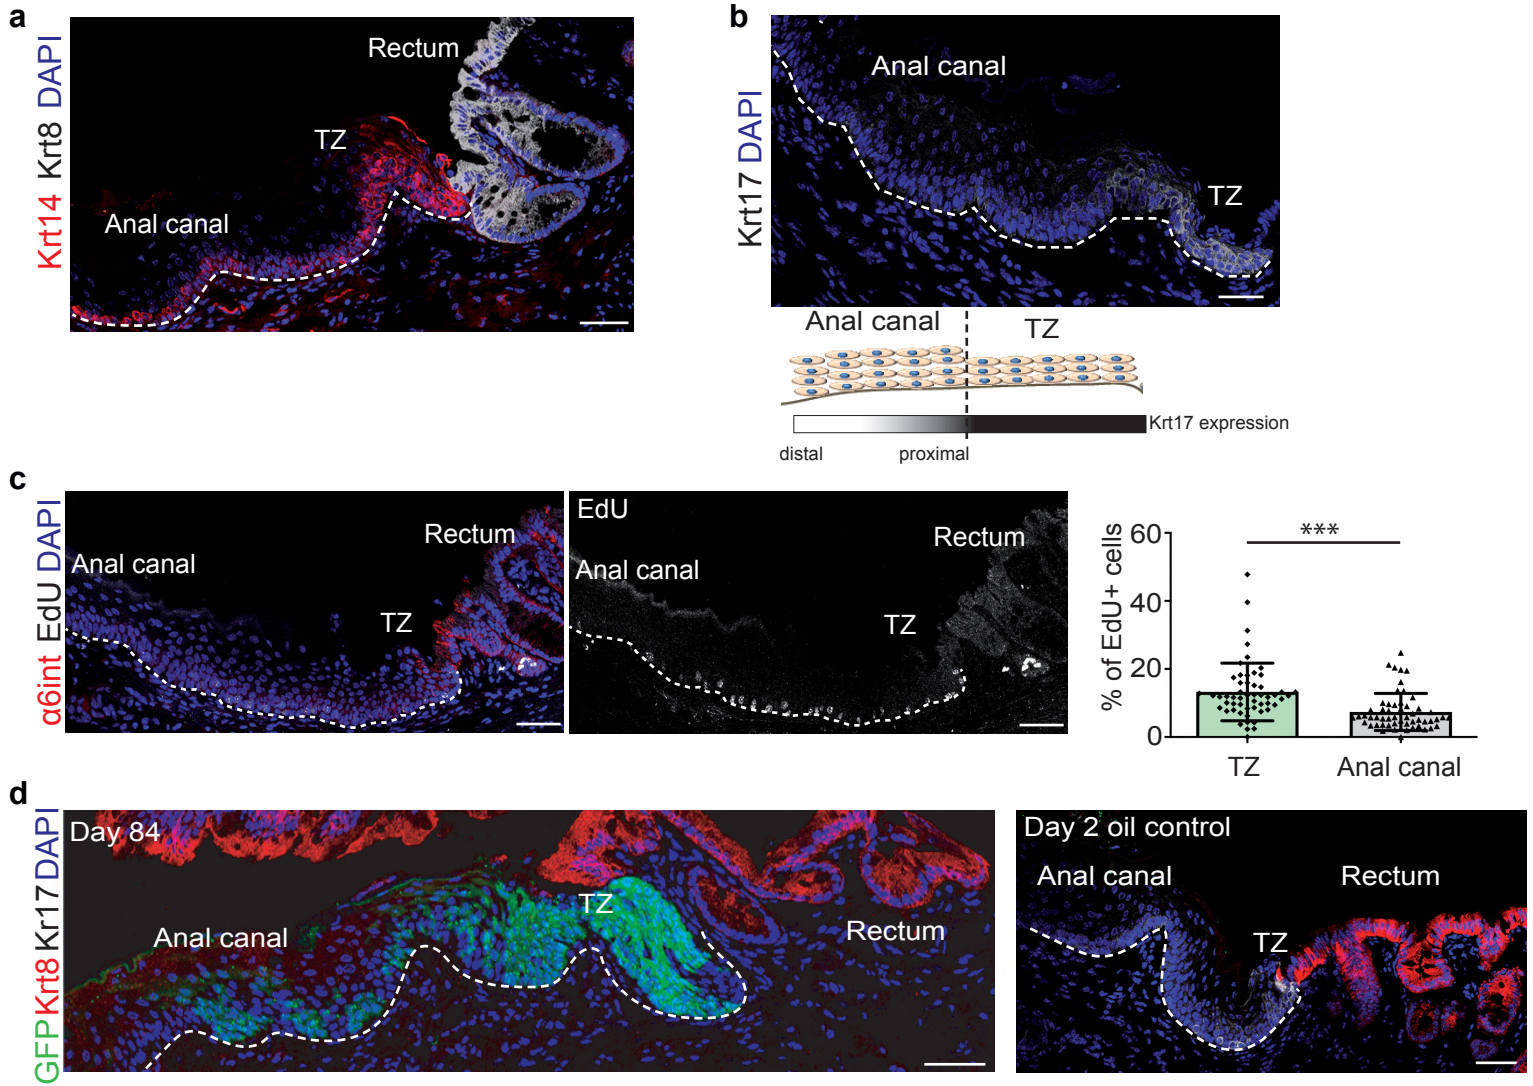 a
Krt14 Krt8 DAPI
Rectum
TZ
Anal canal
b
Krt17 DAPI
Anal canal
TZ
Anal canal
TZ
Krt17 expression
distal
proximal
c
α6int EdU DAPI
Anal canal
TZ
Rectum
EdU
Anal canal
TZ
Rectum
% of EdU+ cells
60
40
20
0
***
TZ
Anal canal
d
GFP Krt8 Kr17 DAPI
Day 84
Anal canal
TZ
Rectum
Day 2 oil control
Anal canal
TZ
Rectum